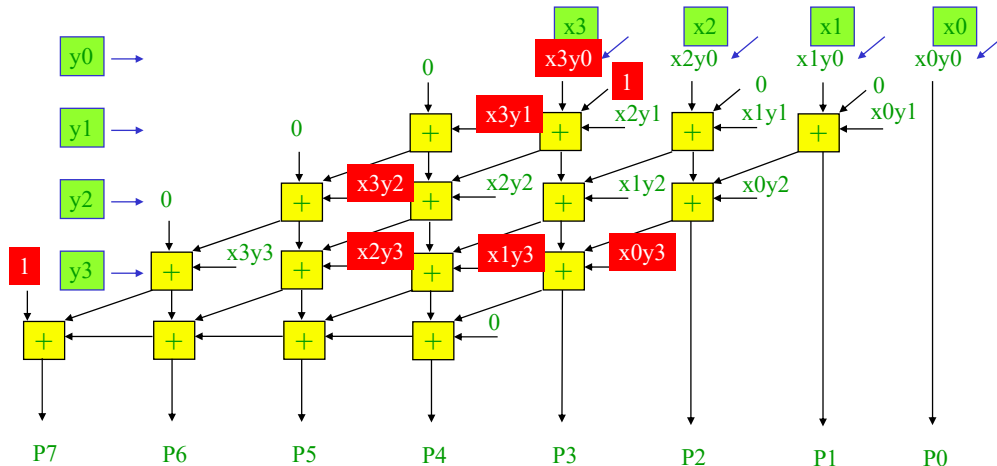 x3 x2 x1 x0
y0 x3y0 x2y0 x1y0 x0y0
0 1 0 0
y1 + x3y1 + x2y1 + x1y1 + x0y1
0
y2 + x3y2 + x2y2 + x1y2 + x0y2
0
1 y3 + x3y3 + x2y3 + x1y3 + x0y3
+ + + + 0
P7 P6 P5 P4 P3 P2 P1 P0